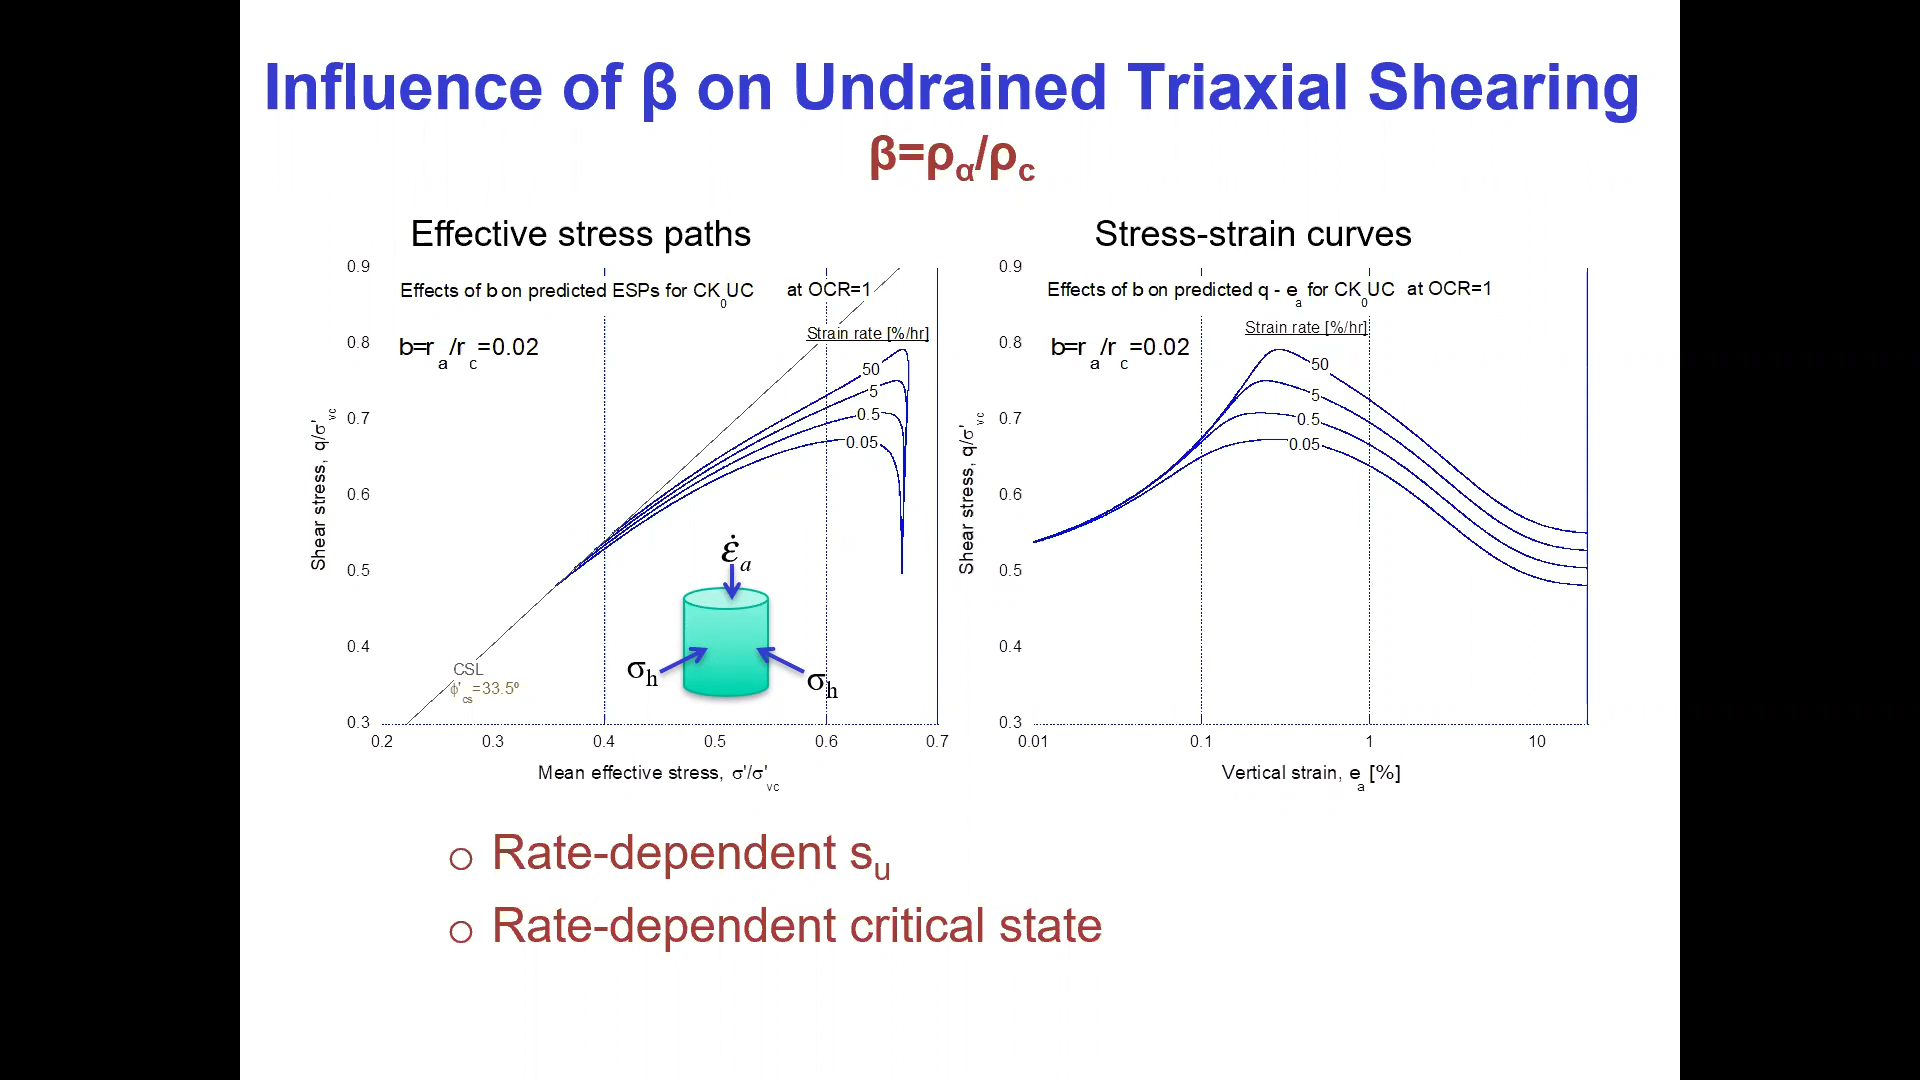 Influence of β on Undrained Triaxial Shearing
β=ρα/ρc
Effective stress paths
Effects of b on predicted ESPs for CK0UC at OCR=1
b=ra/rc=0.02
Strain rate [%/hr]
50
5
0.5
0.05
CSL
ϕ'cs=33.5º
ε̇a
σh
σh
0.9
0.8
0.7
0.6
0.5
0.4
0.3
Shear stress, q/σ'vc
0.2 0.3 0.4 0.5 0.6 0.7
Mean effective stress, σ'/σ'vc
Stress-strain curves
Effects of b on predicted q - ea for CK0UC at OCR=1
b=ra/rc=0.02
Strain rate [%/hr]
50
5
0.5
0.05
0.9
0.8
0.7
0.6
0.5
0.4
0.3
Shear stress, q/σ'vc
0.01 0.1 1 10
Vertical strain, ea [%]
o Rate-dependent su
o Rate-dependent critical state